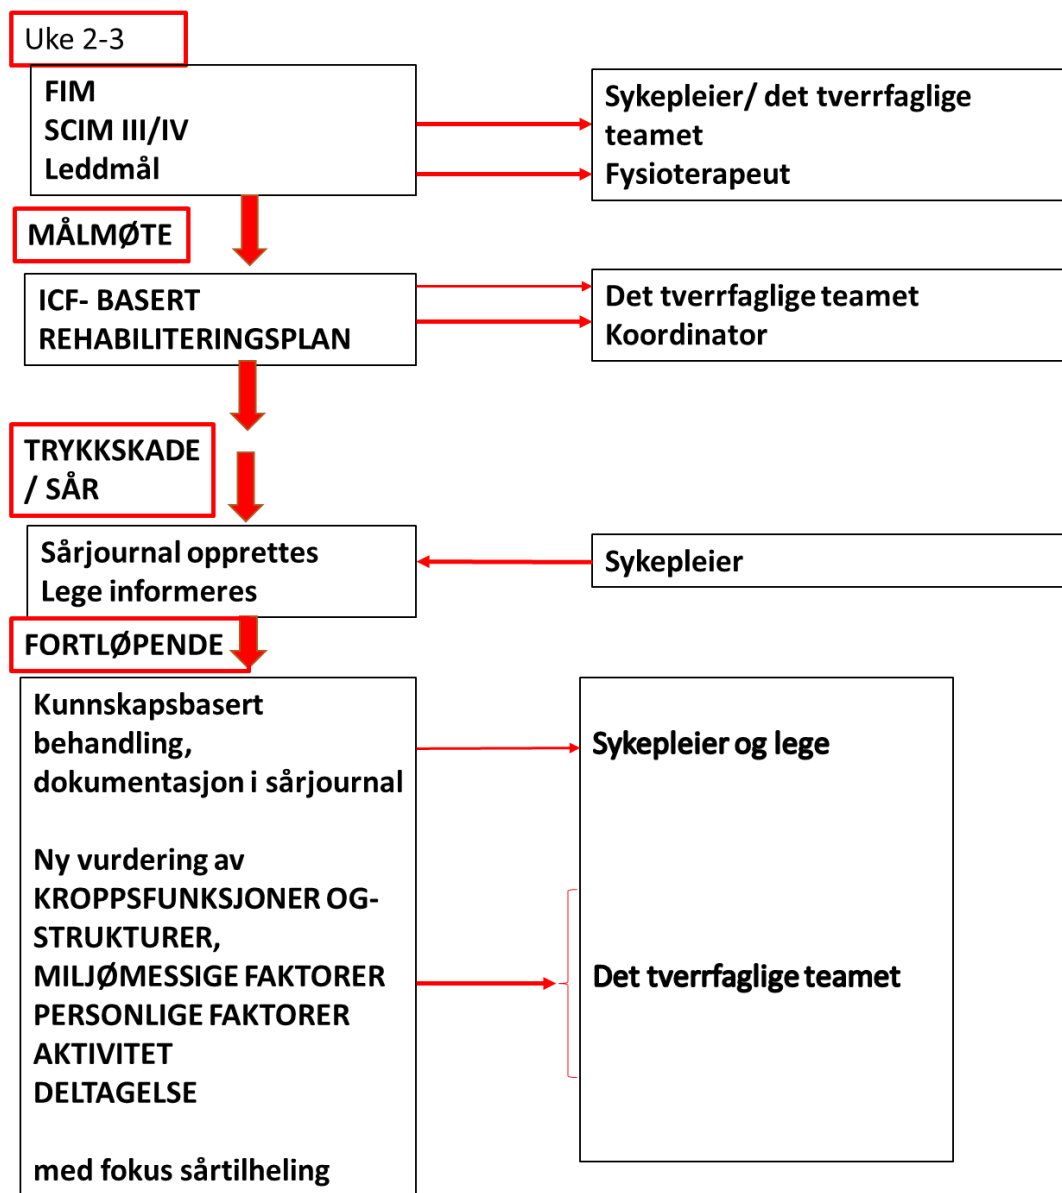 Uke 2-3
FIM
SCIM III/IV
Leddmål
Sykepleier/ det tverrfaglige
teamet
Fysioterapeut
MÅLMØTE
ICF- BASERT
REHABILITERINGSPLAN
Det tverrfaglige teamet
Koordinator
TRYKKSKADE
/ SÅR
Sårjournal opprettes
Lege informeres
Sykepleier
FORTLØPENDE
Kunnskapsbasert
behandling,
dokumentasjon i sårjournal
Sykepleier og lege
Ny vurdering av
KROPPSFUNKSJONER OG-
STRUKTURER,
MILJØMESSIGE FAKTORER
PERSONLIGE FAKTORER
AKTIVITET
DELTAGELSE
Det tverrfaglige teamet
med fokus sårtilheling